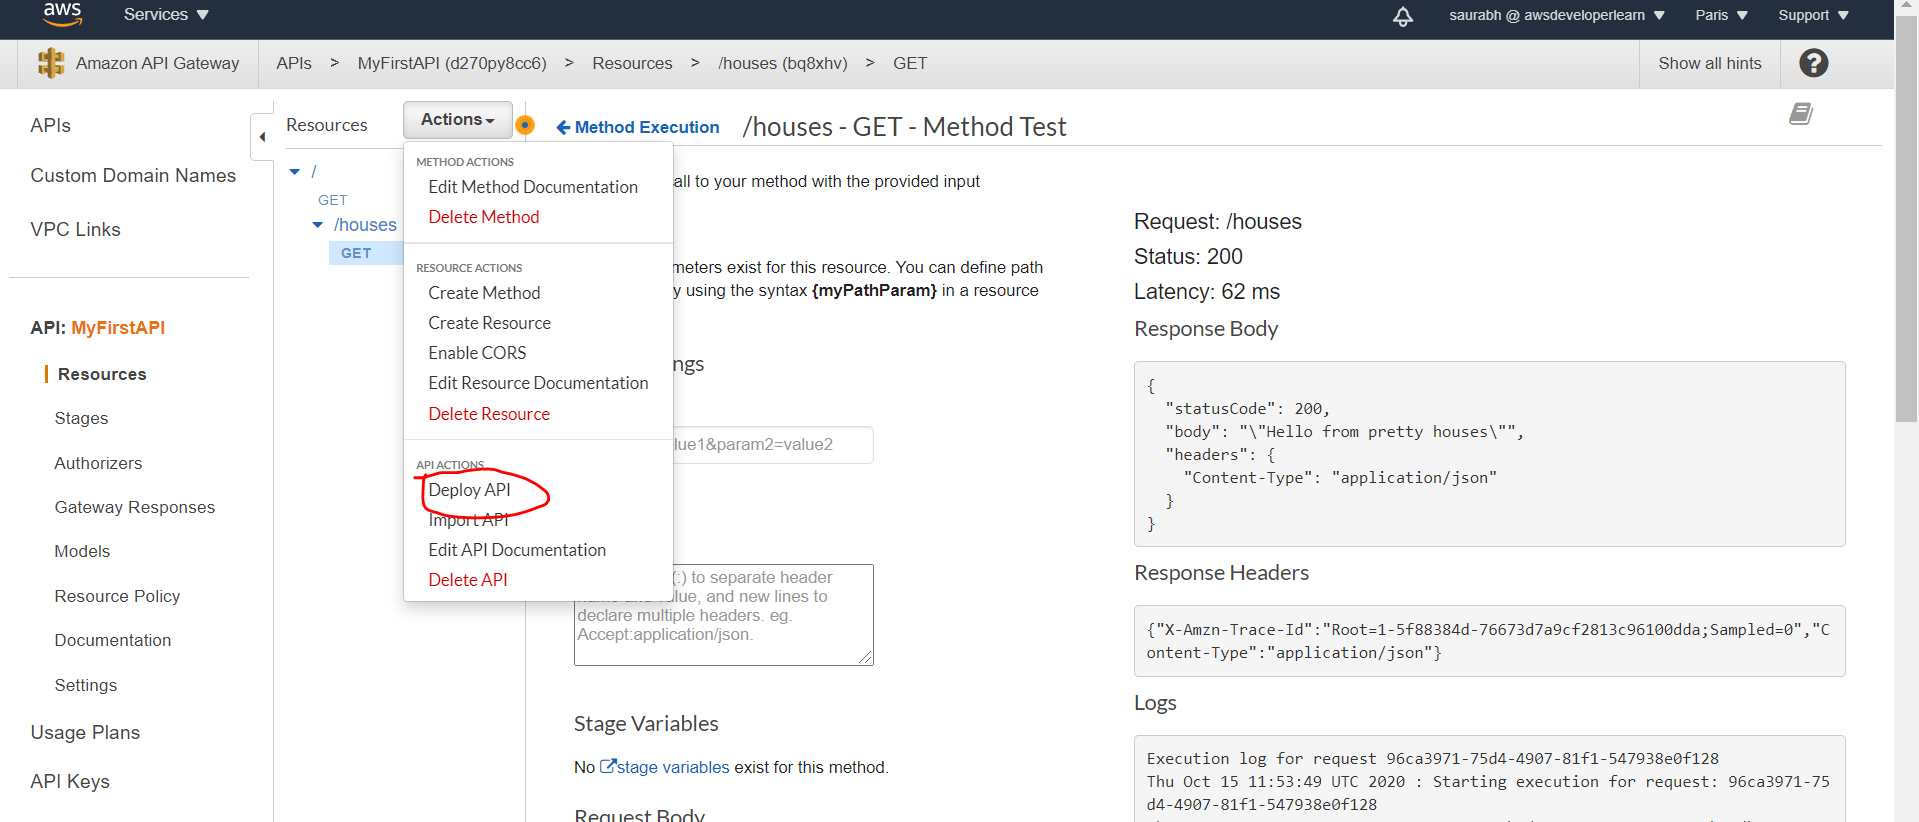 aws
Services
saurabh @ awsdeveloperlearn
Paris
Support
Amazon API Gateway
APIs > MyFirstAPI (d270py8cc6) > Resources > /houses (bq8xhv) > GET
Show all hints
?
APIs
Custom Domain Names
VPC Links
API: MyFirstAPI
Resources
Stages
Authorizers
Gateway Responses
Models
Resource Policy
Documentation
Settings
Usage Plans
API Keys
Resources
Actions
/
GET
/houses
GET
METHOD ACTIONS
Edit Method Documentation
Delete Method
RESOURCE ACTIONS
Create Method
Create Resource
Enable CORS
Edit Resource Documentation
Delete Resource
API ACTIONS
Deploy API
Import API
Edit API Documentation
Delete API
Method Execution
/houses - GET - Method Test
all to your method with the provided input
meters exist for this resource. You can define path
y using the syntax {myPathParam} in a resource
ngs
lue1&param2=value2
(:) to separate header
name and value, and new lines to
declare multiple headers. eg.
Accept:application/json.
Stage Variables
No stage variables exist for this method.
Request Body
Request: /houses
Status: 200
Latency: 62 ms
Response Body
{
"statusCode": 200,
"body": "\"Hello from pretty houses\"",
"headers": {
"Content-Type": "application/json"
}
}
Response Headers
{"X-Amzn-Trace-Id":"Root=1-5f88384d-76673d7a9cf2813c96100dda;Sampled=0","C
ontent-Type":"application/json"}
Logs
Execution log for request 96ca3971-75d4-4907-81f1-547938e0f128
Thu Oct 15 11:53:49 UTC 2020 : Starting execution for request: 96ca3971-75
d4-4907-81f1-547938e0f128